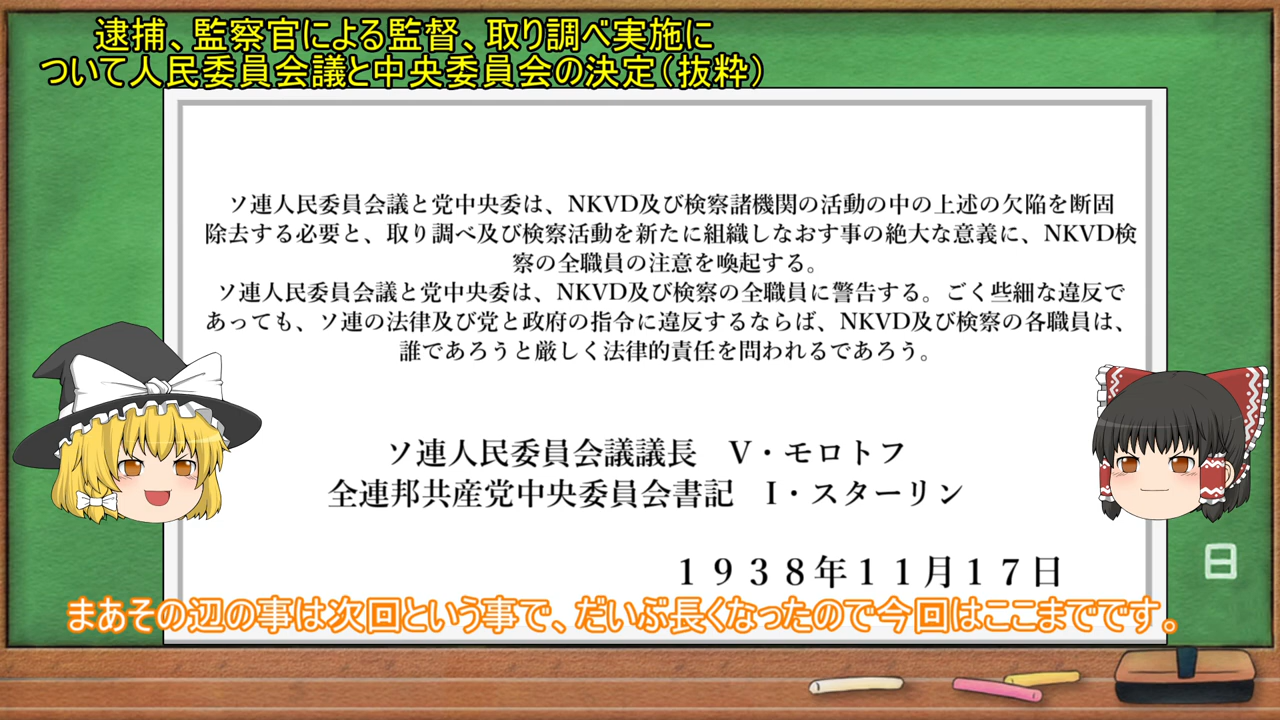 逮捕、監察官による監督、取り調べ実施に
ついて人民委員会議と中央委員会の決定（抜粋）
ソ連人民委員会議と党中央委は、NKVD及び検察諸機関の活動の中の上述の欠陥を断固
除去する必要と、取り調べ及び検察活動を新たに組織しなおす事の絶大な意義に、NKVD検
察の全職員の注意を喚起する。
ソ連人民委員会議と党中央委は、NKVD及び検察の全職員に警告する。ごく些細な違反で
あっても、ソ連の法律及び党と政府の指令に違反するならば、NKVD及び検察の各職員は、
誰であろうと厳しく法律的責任を問われるであろう。
ソ連人民委員会議議長　V・モロトフ
全連邦共産党中央委員会書記　I・スターリン
１９３８年１１月１７日
日
まあその辺の事は次回という事で、だいぶ長くなったので今回はここまでです。